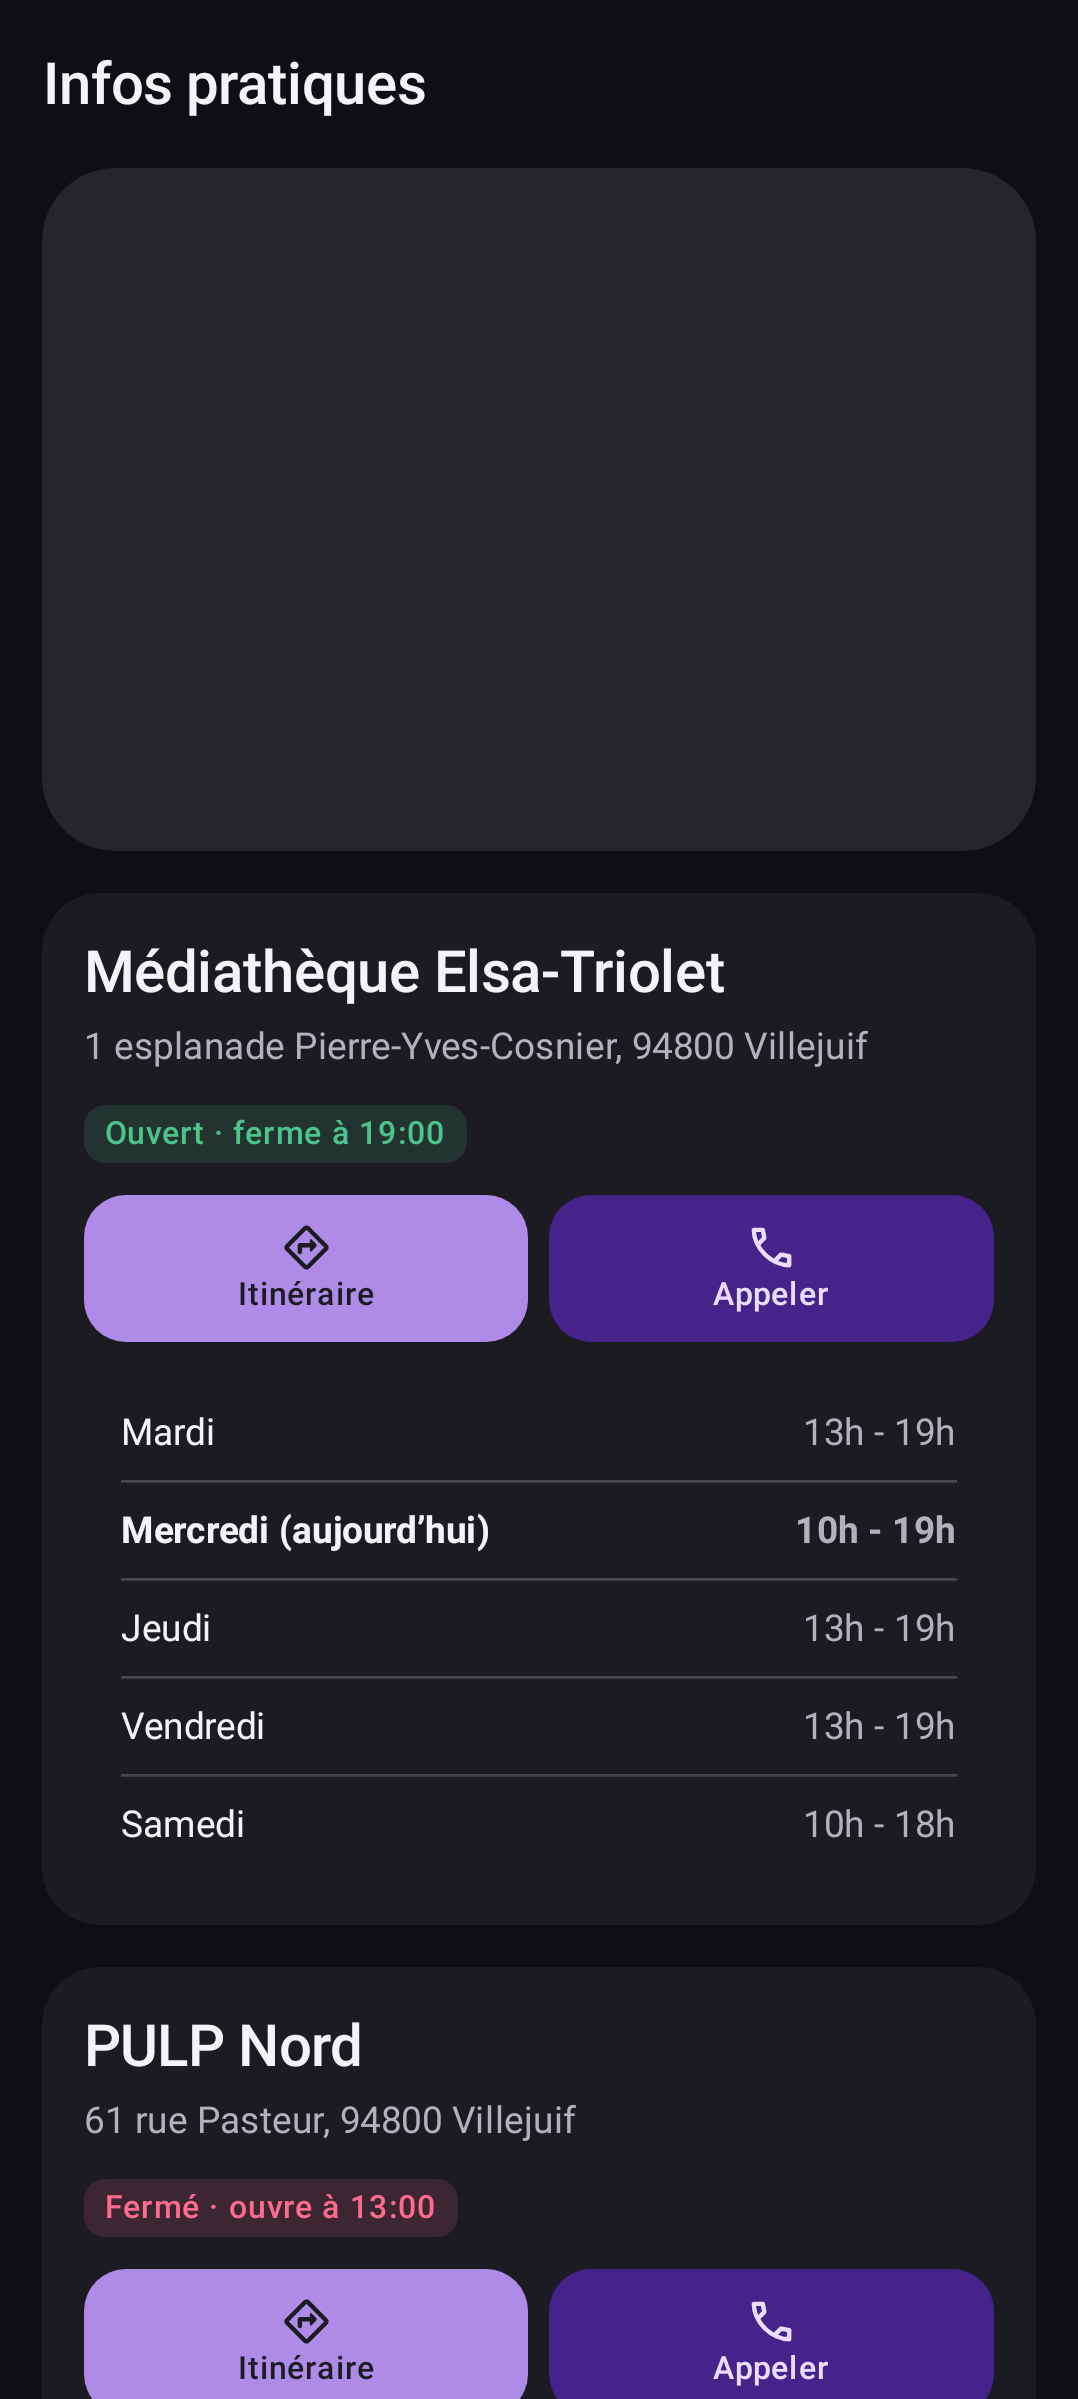 Infos pratiques
Médiathèque Elsa-Triolet
1 esplanade Pierre-Yves-Cosnier, 94800 Villejuif
Ouvert · ferme à 19:00
Itinéraire
Appeler
Mardi 13h - 19h
Mercredi (aujourd’hui) 10h - 19h
Jeudi 13h - 19h
Vendredi 13h - 19h
Samedi 10h - 18h
PULP Nord
61 rue Pasteur, 94800 Villejuif
Fermé · ouvre à 13:00
Itinéraire
Appeler